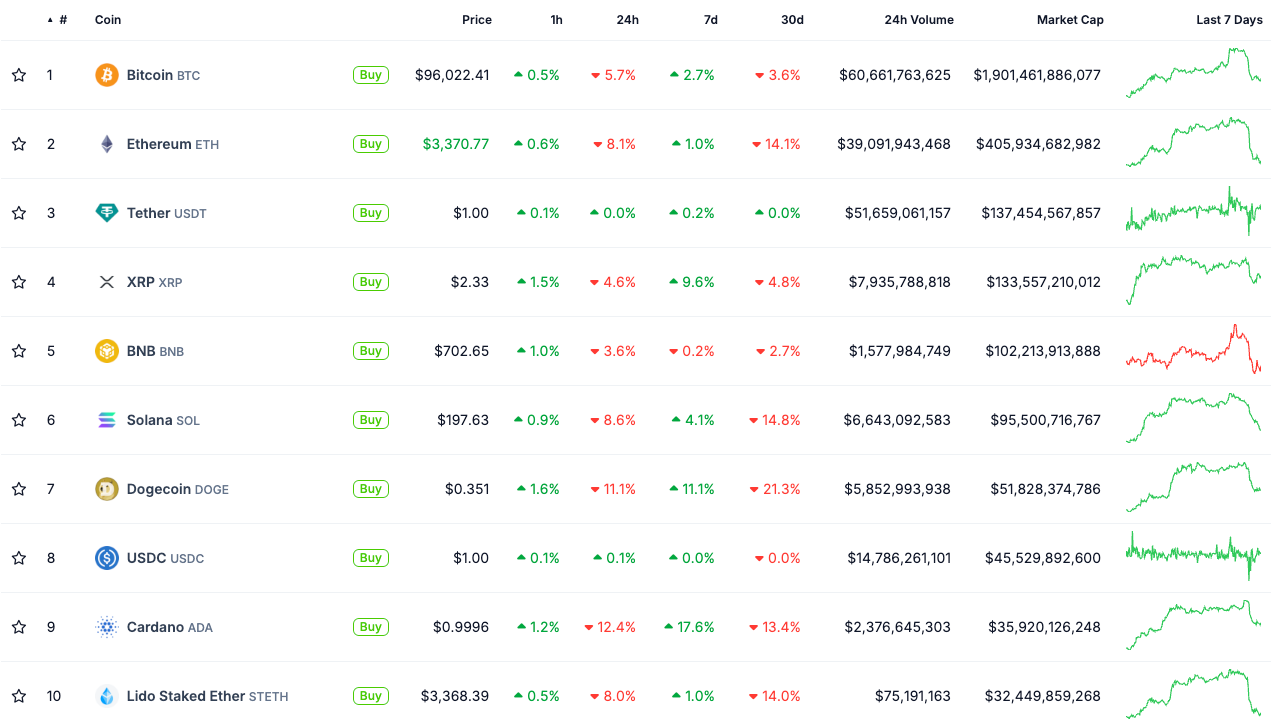 ▲ # Coin Price 1h 24h 7d 30d 24h Volume Market Cap Last 7 Days
1 Bitcoin BTC Buy $96,022.41 ▲ 0.5% ▼ 5.7% ▲ 2.7% ▼ 3.6% $60,661,763,625 $1,901,461,886,077
2 Ethereum ETH Buy $3,370.77 ▲ 0.6% ▼ 8.1% ▲ 1.0% ▼ 14.1% $39,091,943,468 $405,934,682,982
3 Tether USDT Buy $1.00 ▲ 0.1% ▲ 0.0% ▲ 0.2% ▲ 0.0% $51,659,061,157 $137,454,567,857
4 XRP XRP Buy $2.33 ▲ 1.5% ▼ 4.6% ▲ 9.6% ▼ 4.8% $7,935,788,818 $133,557,210,012
5 BNB BNB Buy $702.65 ▲ 1.0% ▼ 3.6% ▼ 0.2% ▼ 2.7% $1,577,984,749 $102,213,913,888
6 Solana SOL Buy $197.63 ▲ 0.9% ▼ 8.6% ▲ 4.1% ▼ 14.8% $6,643,092,583 $95,500,716,767
7 Dogecoin DOGE Buy $0.351 ▲ 1.6% ▼ 11.1% ▲ 11.1% ▼ 21.3% $5,852,993,938 $51,828,374,786
8 USDC USDC Buy $1.00 ▲ 0.1% ▲ 0.1% ▲ 0.0% ▼ 0.0% $14,786,261,101 $45,529,892,600
9 Cardano ADA Buy $0.9996 ▲ 1.2% ▼ 12.4% ▲ 17.6% ▼ 13.4% $2,376,645,303 $35,920,126,248
10 Lido Staked Ether STETH Buy $3,368.39 ▲ 0.5% ▼ 8.0% ▲ 1.0% ▼ 14.0% $75,191,163 $32,449,859,268